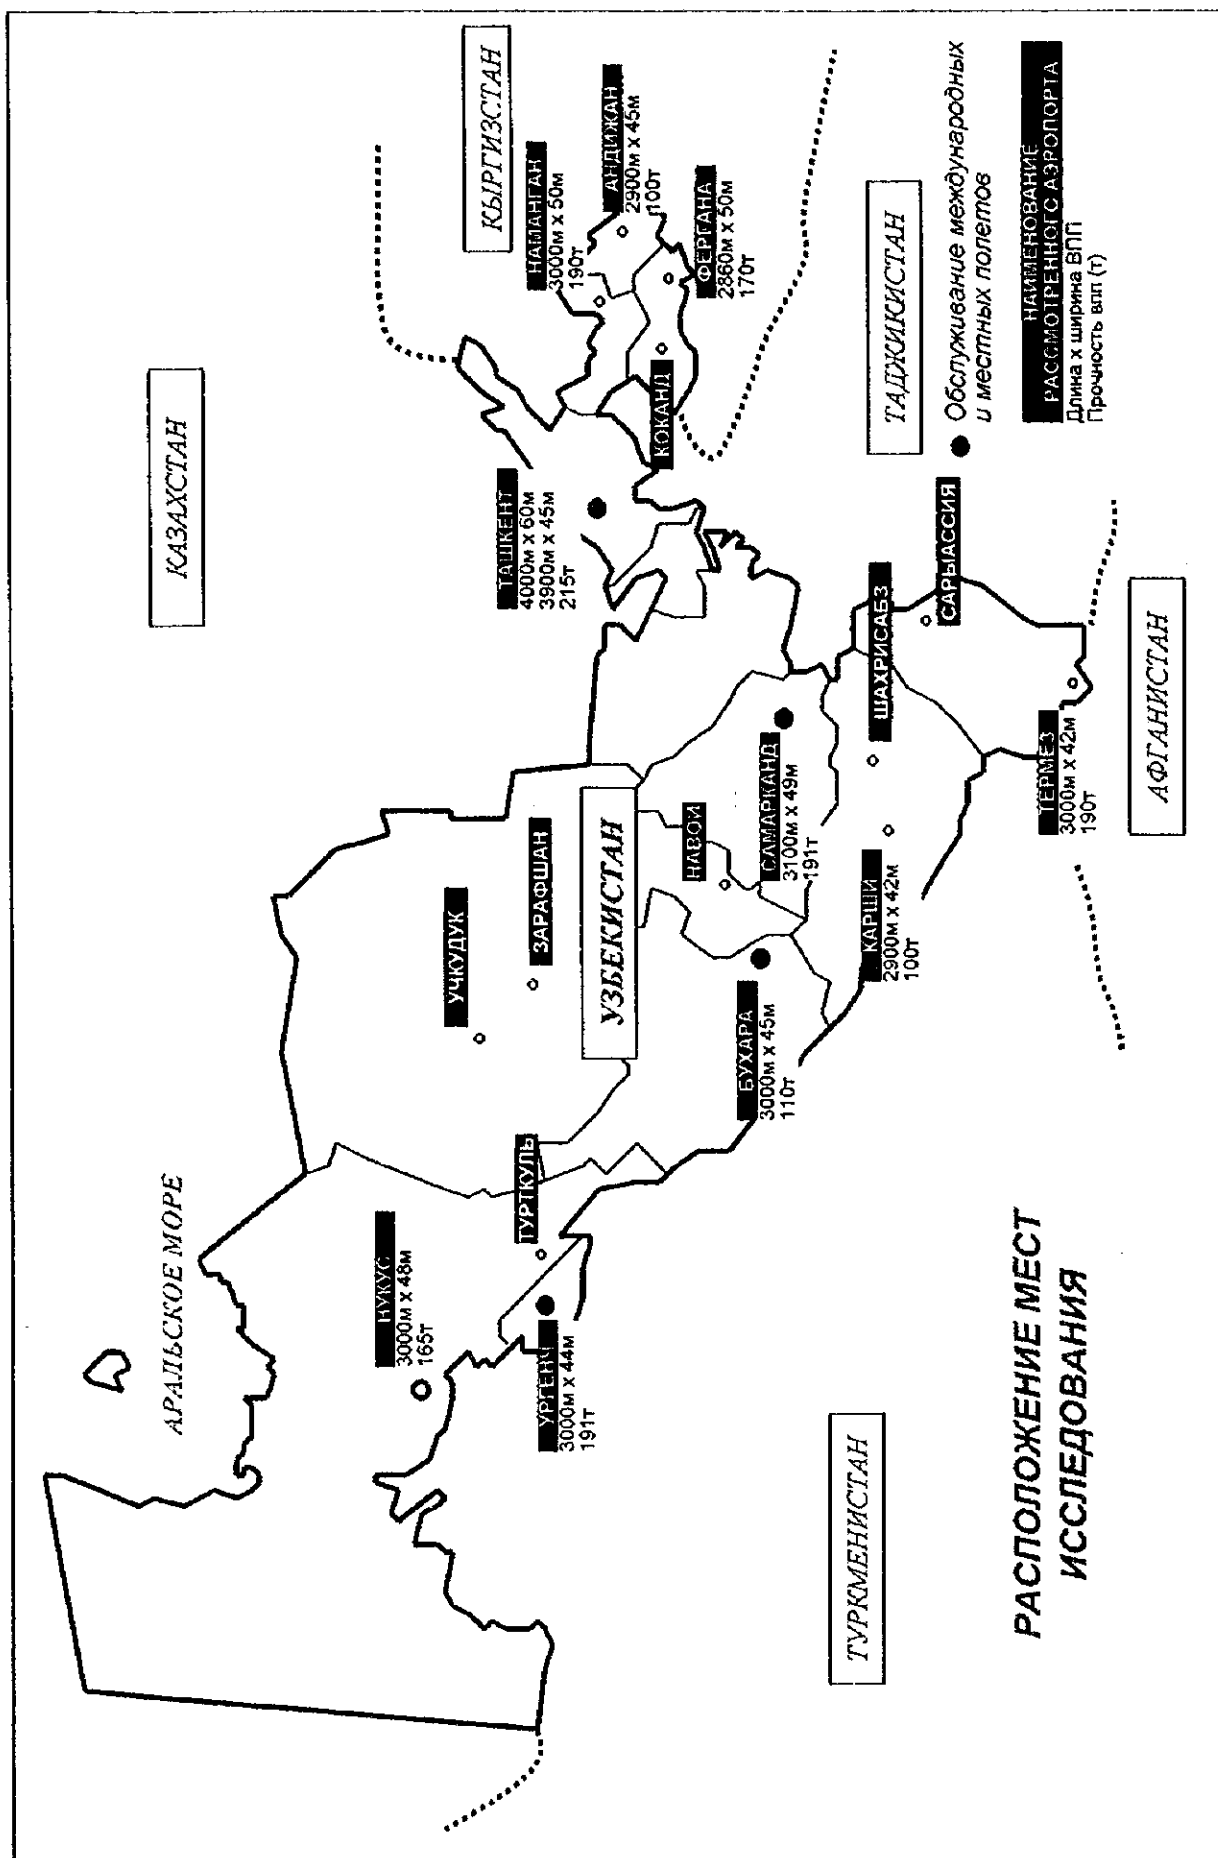 КАЗАХСТАН
КЫРГИЗСТАН
АРАЛЬСКОЕ МОРЕ
НУКУС
3000м x 48м
165т
УЧКУДУК
ЗАРАФШАН
ТАШКЕНТ
4000м x 60м
3900м x 45м
215т
НАМАНГАН
3000м x 50м
190т
АНДИЖАН
2900м x 45м
100т
ТУРТКУЛЬ
УРГЕНЧ
3000м x 44м
191т
УЗБЕКИСТАН
КОКАНД
ФЕРГАНА
2860м x 50м
170т
НАВОИ
БУХАРА
3000м x 45м
110т
САМАРКАНД
3100м x 49м
191т
КАРШИ
2900м x 42м
100т
ШАХРИСАБЗ
САРЫАССИЯ
ТАДЖИКИСТАН
ТУРКМЕНИСТАН
ТЕРМЕЗ
3000м x 42м
190т
АФГАНИСТАН
Обслуживание международных
и местных полетов
НАИМЕНОВАНИЕ
РАССМОТРЕННОГО АЭРОПОРТА
Длина x ширина ВПП
Прочность впп (т)
РАСПОЛОЖЕНИЕ МЕСТ
ИССЛЕДОВАНИЯ